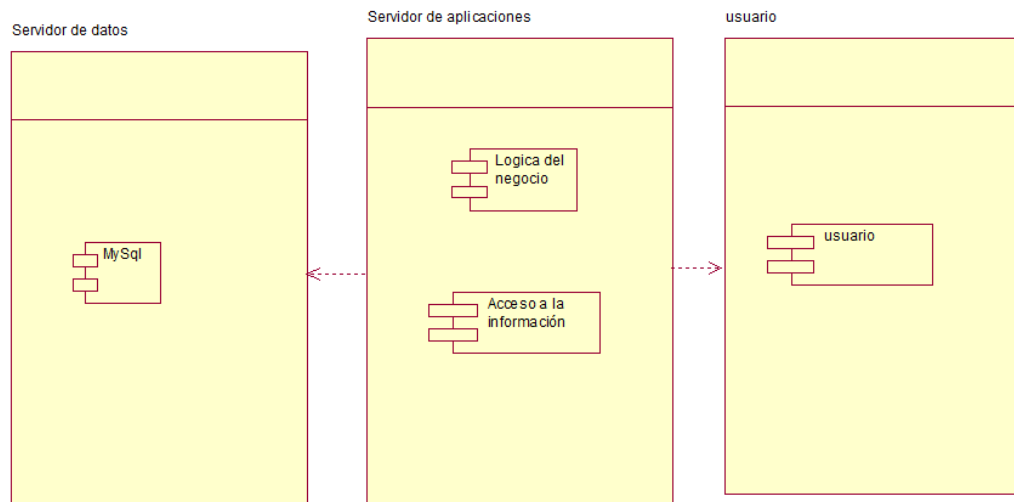 Servidor de datos
Servidor de aplicaciones
usuario
MySql
Logica del
negocio
Acceso a la
información
usuario